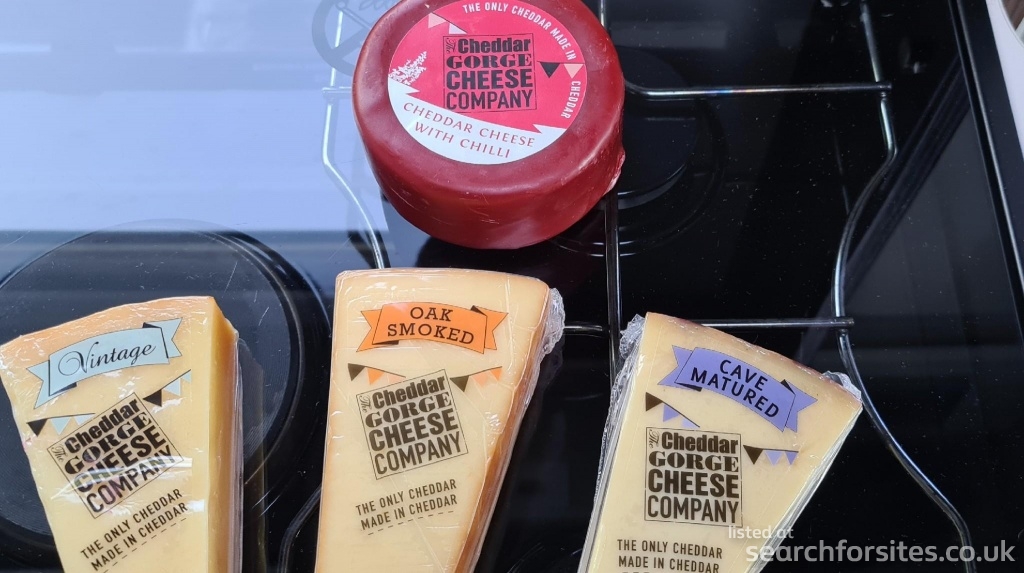 THE ONLY CHEDDAR MADE IN CHEDDAR
The Cheddar
GORGE
CHEESE
COMPANY
CHEDDAR CHEESE
WITH CHILLI
Vintage
The Cheddar
GORGE
CHEESE
COMPANY
THE ONLY CHEDDAR
MADE IN CHEDDAR
OAK
SMOKED
The Cheddar
GORGE
CHEESE
COMPANY
THE ONLY CHEDDAR
MADE IN CHEDDAR
CAVE
MATURED
The Cheddar
GORGE
CHEESE
COMPANY
THE ONLY CHEDDAR
MADE IN CHEDDAR
listed at
searchforsites.co.uk